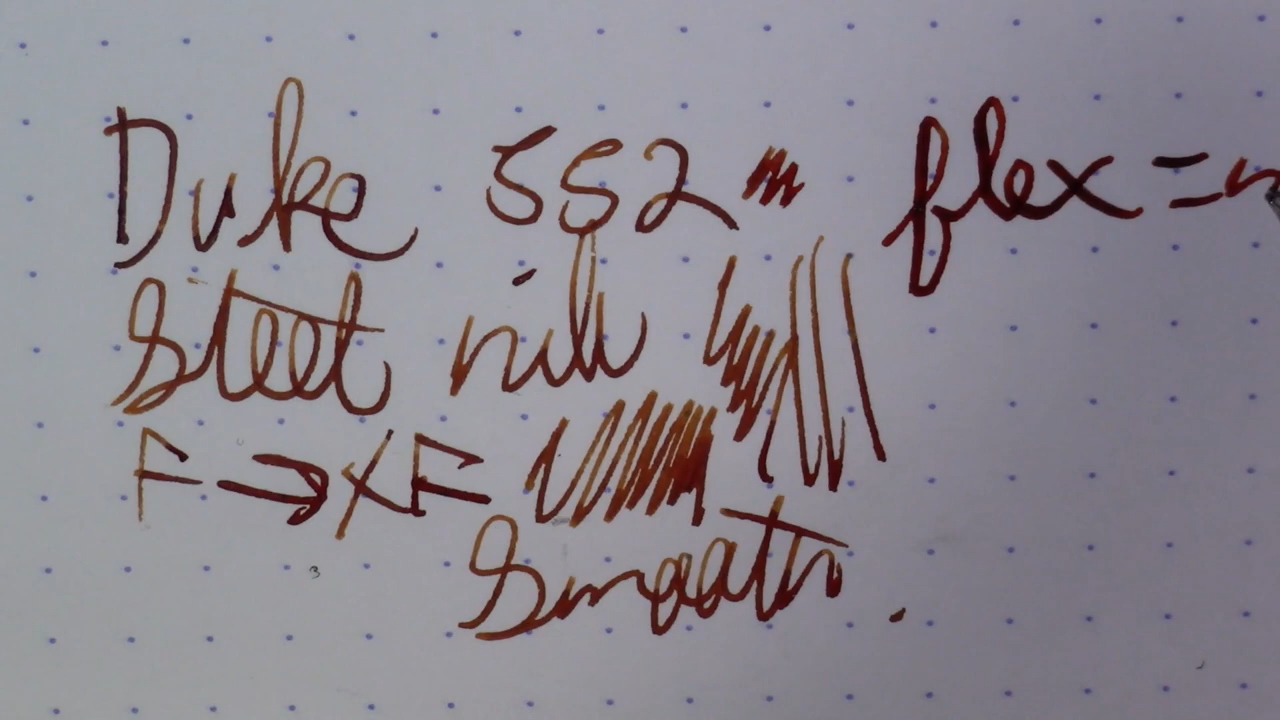 Duke 552 flex =
Steel nib
F → XF
Smooth.